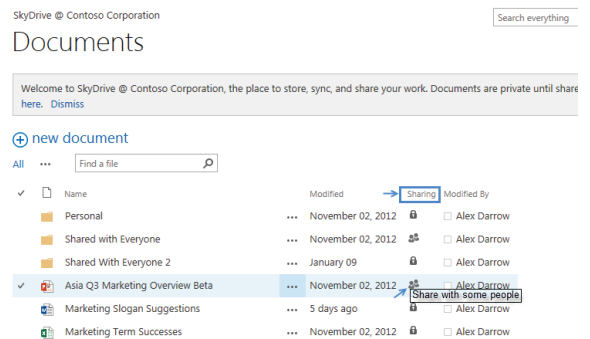 SkyDrive @ Contoso Corporation
Search everything
Documents
Welcome to SkyDrive @ Contoso Corporation, the place to store, sync, and share your work. Documents are private until share
here. Dismiss
new document
All ••• Find a file
Name Modified Sharing Modified By
Personal ••• November 02, 2012 Alex Darrow
Shared with Everyone ••• November 02, 2012 Alex Darrow
Shared With Everyone 2 ••• January 09 Alex Darrow
Asia Q3 Marketing Overview Beta ••• November 02, 2012 Alex Darrow
Share with some people
Marketing Slogan Suggestions ••• 5 days ago Alex Darrow
Marketing Term Successes ••• November 02, 2012 Alex Darrow